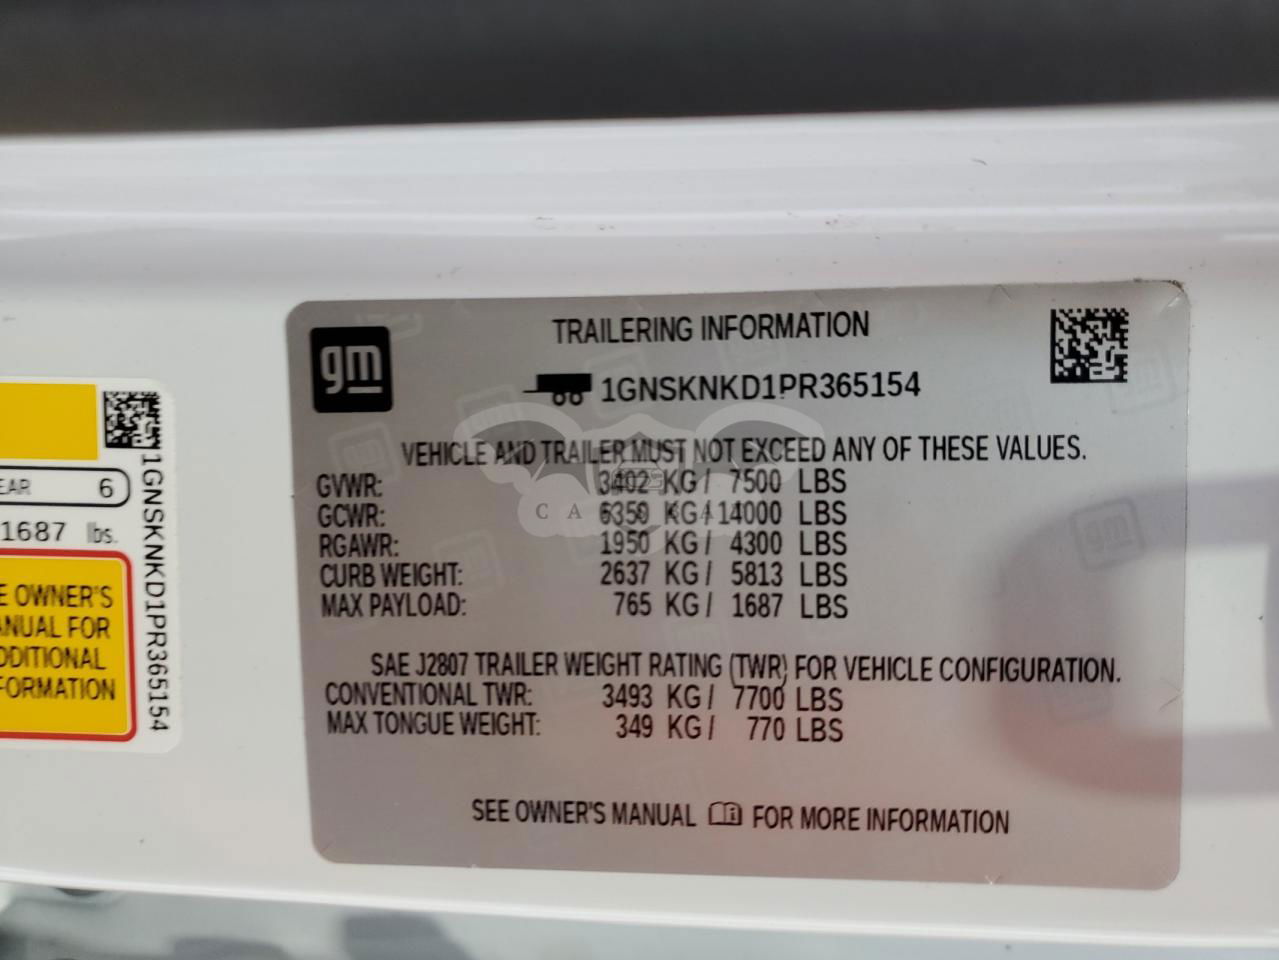 EAR 6
1687 lbs.
E OWNER'S
ANUAL FOR
DDITIONAL
FORMATION
1GNSKNKD1PR365154
gm
TRAILERING INFORMATION
1GNSKNKD1PR365154
VEHICLE AND TRAILER MUST NOT EXCEED ANY OF THESE VALUES.
GVWR: 3402 KG / 7500 LBS
GCWR: 6350 KG / 14000 LBS
RGAWR: 1950 KG / 4300 LBS
CURB WEIGHT: 2637 KG / 5813 LBS
MAX PAYLOAD: 765 KG / 1687 LBS
SAE J2807 TRAILER WEIGHT RATING (TWR) FOR VEHICLE CONFIGURATION.
CONVENTIONAL TWR: 3493 KG / 7700 LBS
MAX TONGUE WEIGHT: 349 KG / 770 LBS
SEE OWNER'S MANUAL FOR MORE INFORMATION